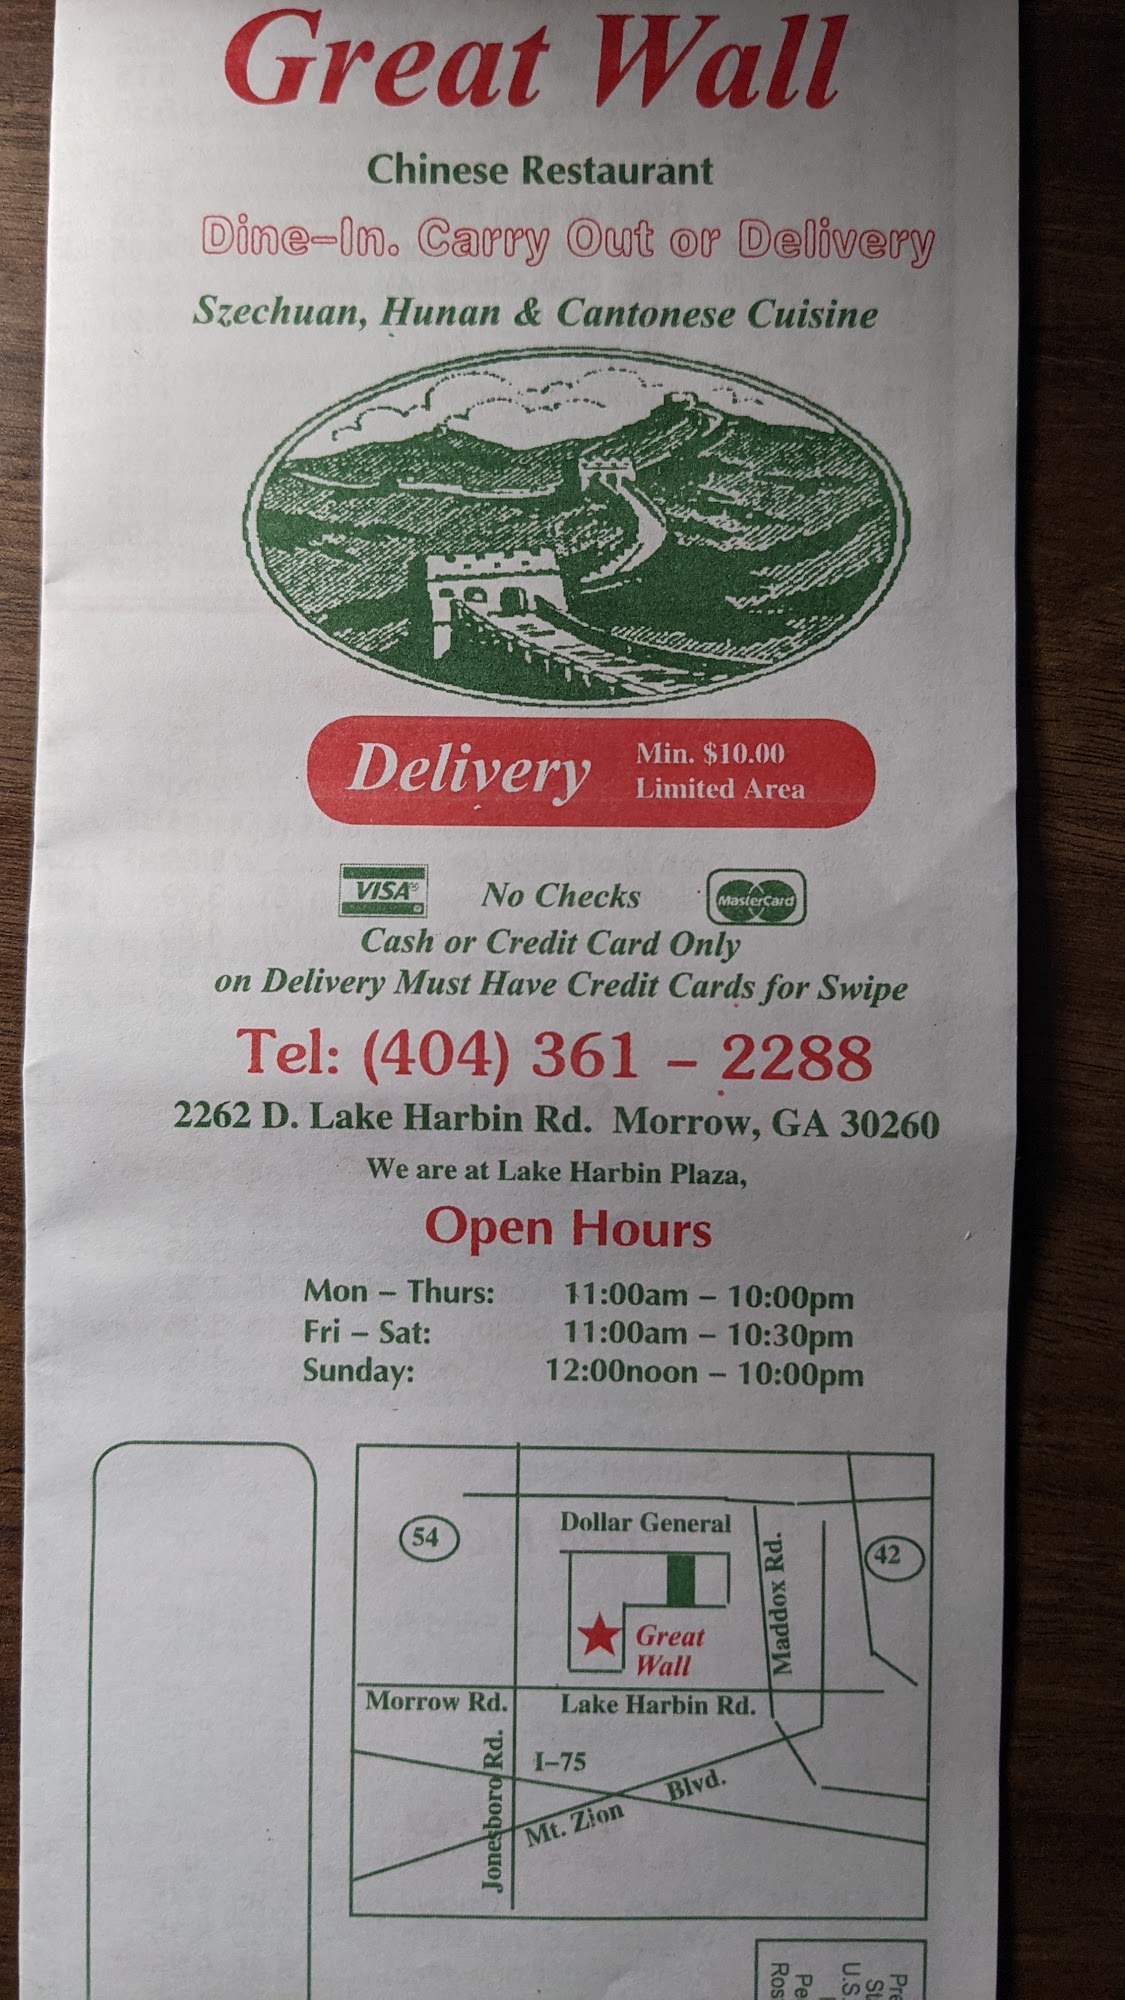 Great Wall
Chinese Restaurant
Dine-In. Carry Out or Delivery
Szechuan, Hunan & Cantonese Cuisine
Delivery
Min. $10.00
Limited Area
VISA
No Checks
MasterCard
Cash or Credit Card Only
on Delivery Must Have Credit Cards for Swipe
Tel: (404) 361 – 2288
2262 D. Lake Harbin Rd. Morrow, GA 30260
We are at Lake Harbin Plaza,
Open Hours
Mon – Thurs: 11:00am – 10:00pm
Fri – Sat: 11:00am – 10:30pm
Sunday: 12:00noon – 10:00pm
54
Dollar General
Maddox Rd.
42
Great
Wall
Morrow Rd.
Lake Harbin Rd.
Jonesboro Rd.
I–75
Mt. Zion
Blvd.
U.S.